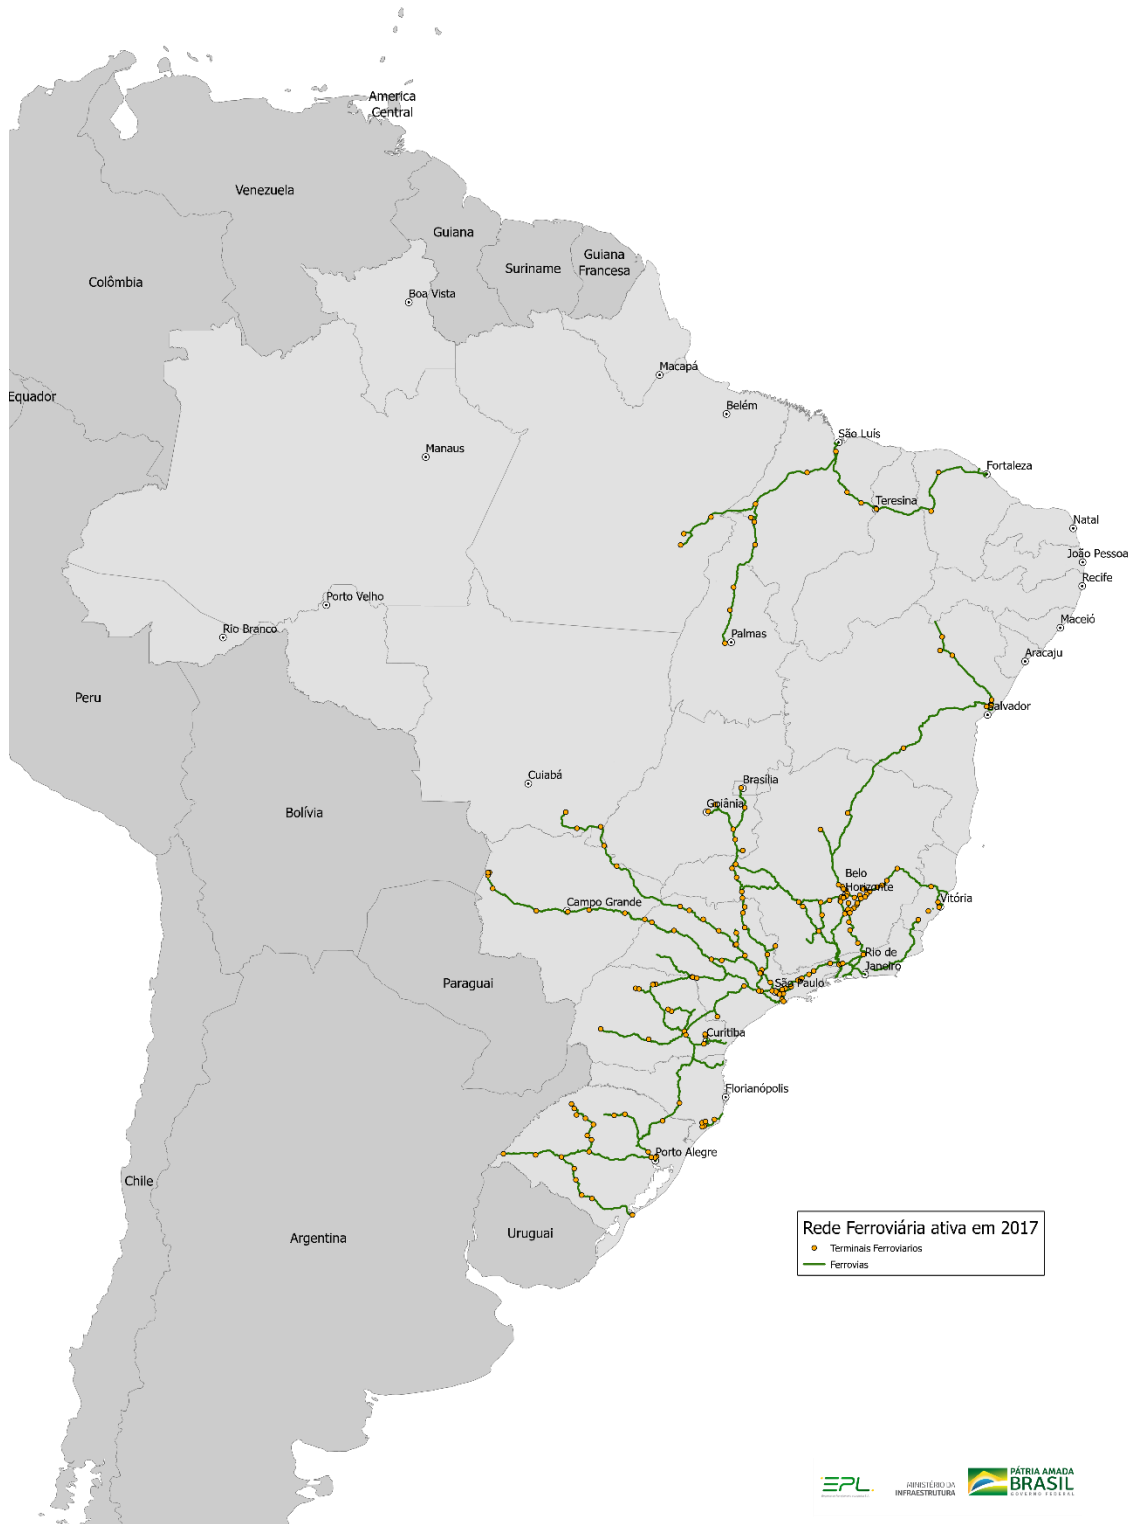 America
Central
Venezuela
Guiana
Suriname
Guiana
Francesa
Colômbia
Boa Vista
Macapá
Equador
Belém
São Luís
Manaus
Fortaleza
Teresina
Natal
João Pessoa
Recife
Porto Velho
Maceió
Rio Branco
Palmas
Aracaju
Peru
alvador
Cuiabá
Brasília
Goiânia
Bolívia
Belo
Horizonte
Vitória
Campo Grande
Rio de
Janeiro
Paraguai
São Paulo
Curitiba
Florianópolis
Porto Alegre
Chile
Uruguai
Argentina
Rede Ferroviária ativa em 2017
Terminais Ferroviarios
Ferrovias
EPL
MINISTÉRIO DA
INFRAESTRUTURA
PÁTRIA AMADA
BRASIL
GOVERNO FEDERAL